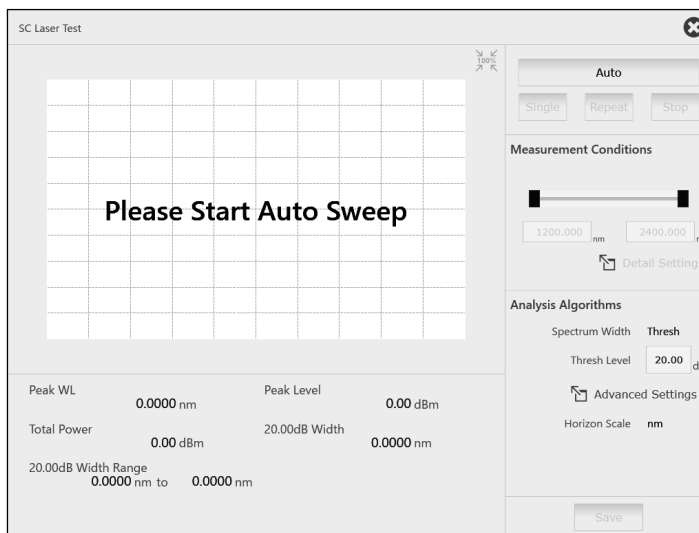 SC Laser Test
100%
Auto
Single Repeat Stop
Measurement Conditions
1200.000 nm 2400.000
Detail Setting
Please Start Auto Sweep
Analysis Algorithms
Spectrum Width Thresh
Thresh Level 20.00 d
Advanced Settings
Horizon Scale nm
Peak WL
0.0000 nm
Peak Level
0.00 dBm
Total Power
0.00 dBm
20.00dB Width
0.0000 nm
20.00dB Width Range
0.0000 nm to 0.0000 nm
Save